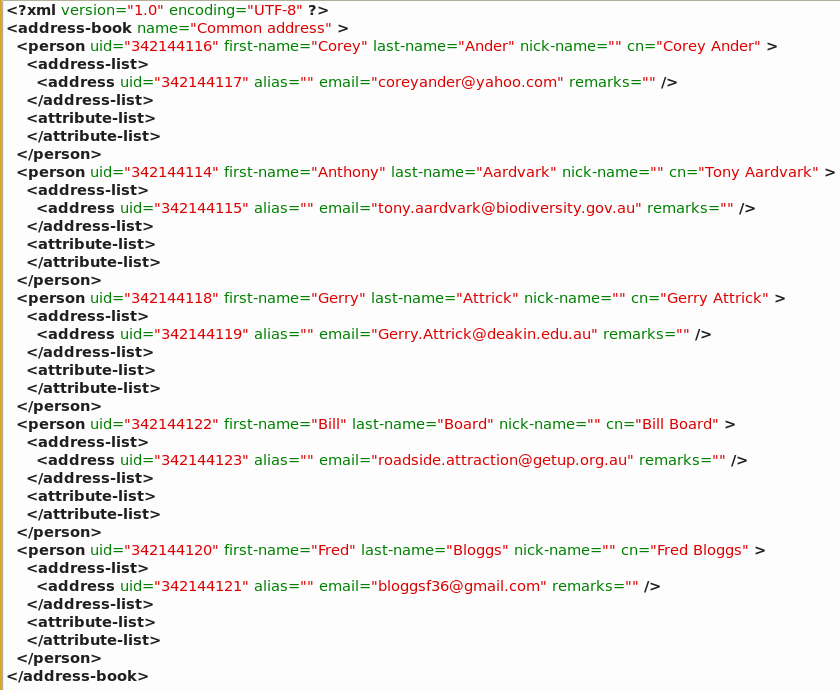 <?xml version="1.0" encoding="UTF-8" ?>
<address-book name="Common address" >
  <person uid="342144116" first-name="Corey" last-name="Ander" nick-name="" cn="Corey Ander" >
    <address-list>
      <address uid="342144117" alias="" email="coreyander@yahoo.com" remarks="" />
    </address-list>
    <attribute-list>
    </attribute-list>
  </person>
  <person uid="342144114" first-name="Anthony" last-name="Aardvark" nick-name="" cn="Tony Aardvark" >
    <address-list>
      <address uid="342144115" alias="" email="tony.aardvark@biodiversity.gov.au" remarks="" />
    </address-list>
    <attribute-list>
    </attribute-list>
  </person>
  <person uid="342144118" first-name="Gerry" last-name="Attrick" nick-name="" cn="Gerry Attrick" >
    <address-list>
      <address uid="342144119" alias="" email="Gerry.Attrick@deakin.edu.au" remarks="" />
    </address-list>
    <attribute-list>
    </attribute-list>
  </person>
  <person uid="342144122" first-name="Bill" last-name="Board" nick-name="" cn="Bill Board" >
    <address-list>
      <address uid="342144123" alias="" email="roadside.attraction@getup.org.au" remarks="" />
    </address-list>
    <attribute-list>
    </attribute-list>
  </person>
  <person uid="342144120" first-name="Fred" last-name="Bloggs" nick-name="" cn="Fred Bloggs" >
    <address-list>
      <address uid="342144121" alias="" email="bloggsf36@gmail.com" remarks="" />
    </address-list>
    <attribute-list>
    </attribute-list>
  </person>
</address-book>